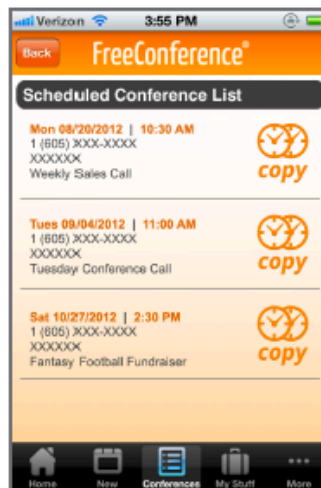 Verizon 3:55 PM
Back FreeConference®
Scheduled Conference List
Mon 08/20/2012 | 10:30 AM
1 (605) XXX-XXXX
XXXXXX
Weekly Sales Call
copy
Tues 09/04/2012 | 11:00 AM
1 (605) XXX-XXXX
XXXXXX
Tuesday Conference Call
copy
Sat 10/27/2012 | 2:30 PM
1 (605) XXX-XXXX
XXXXXX
Fantasy Football Fundraiser
copy
Home New Conferences My Stuff More